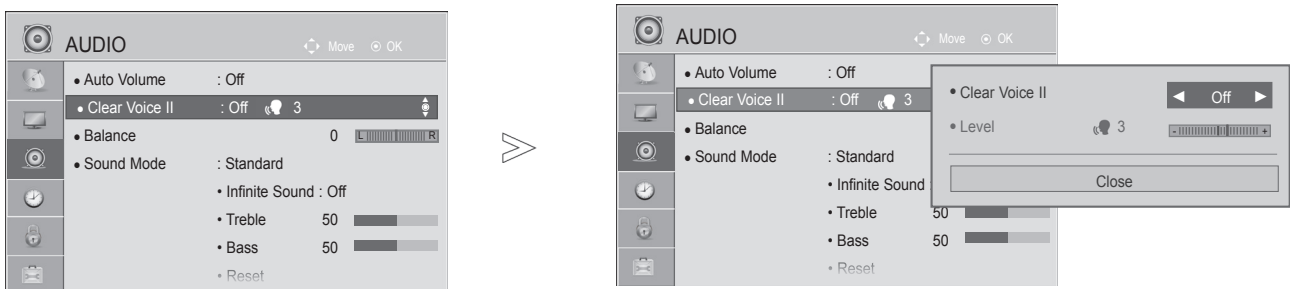 AUDIO
Move OK
• Auto Volume : Off
• Clear Voice II : Off 3
• Balance 0 L R
• Sound Mode : Standard
• Infinite Sound : Off
• Treble 50
• Bass 50
• Reset
AUDIO
Move OK
• Auto Volume : Off
• Clear Voice II : Off 3
• Balance
• Sound Mode : Standard
• Infinite Sound :
• Treble 50
• Bass 50
• Reset
• Clear Voice II ◄ Off ►
• Level 3 - +
Close